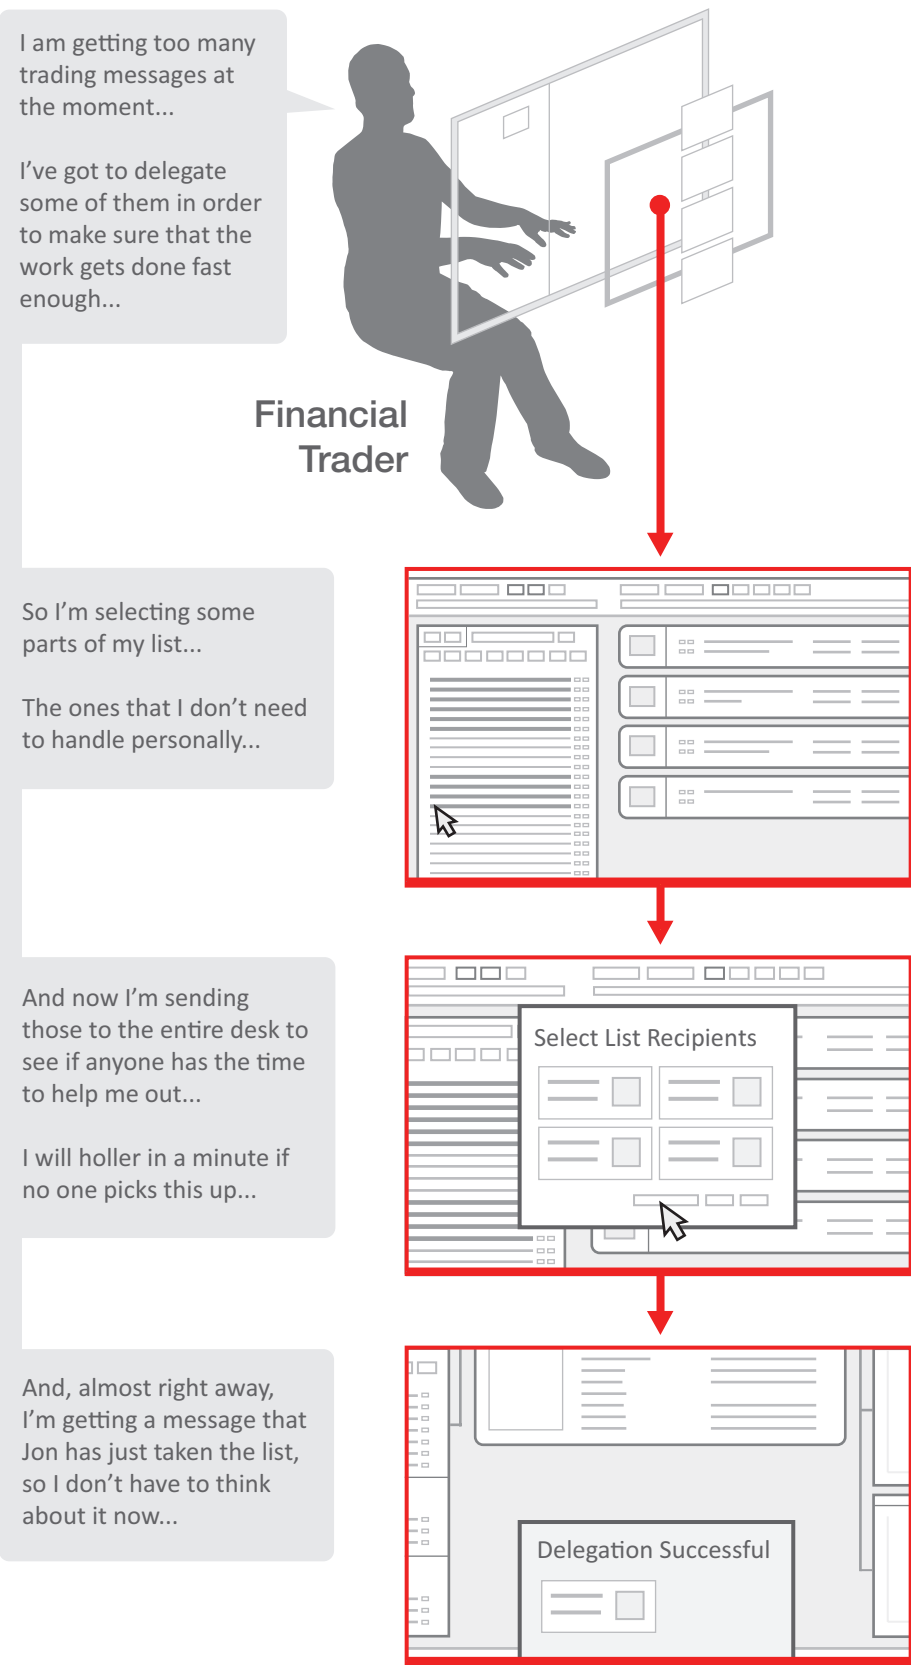 I am getting too many
trading messages at
the moment...
I've got to delegate
some of them in order
to make sure that the
work gets done fast
enough...
Financial
Trader
So I'm selecting some
parts of my list...
The ones that I don't need
to handle personally...
And now I'm sending
those to the entire desk to
see if anyone has the time
to help me out...
I will holler in a minute if
no one picks this up...
Select List Recipients
And, almost right away,
I'm getting a message that
Jon has just taken the list,
so I don't have to think
about it now...
Delegation Successful